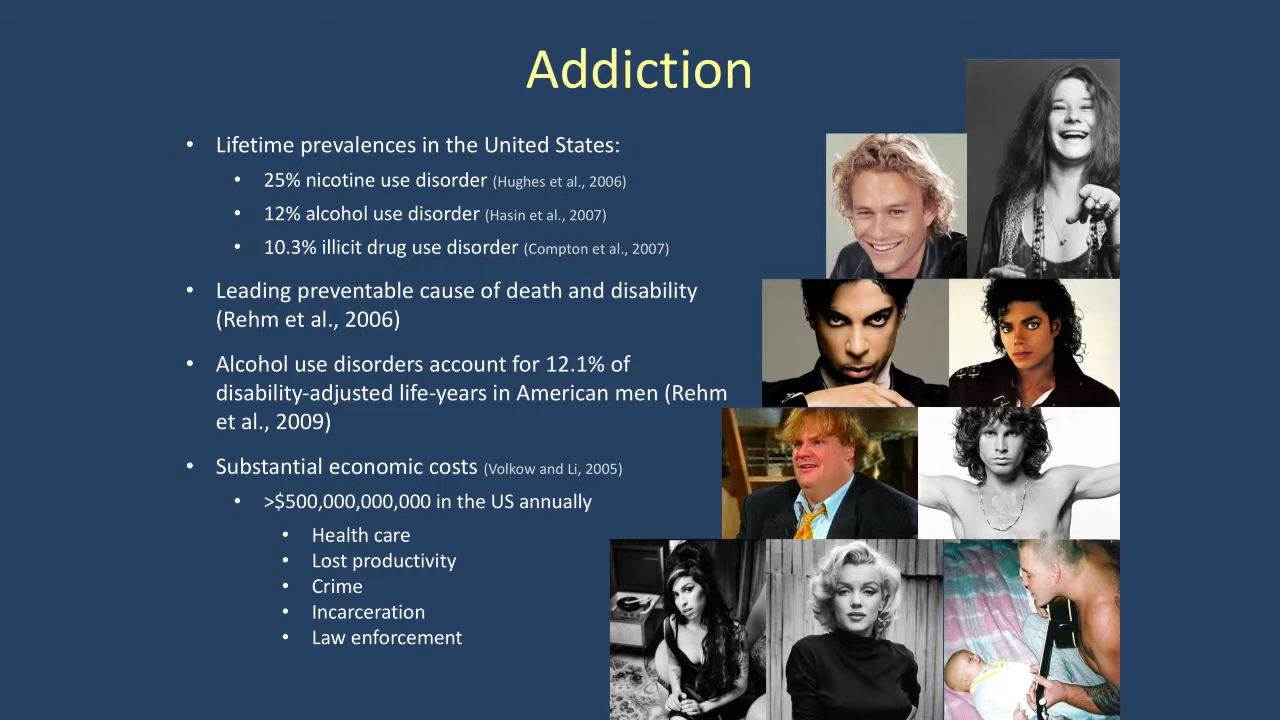 Addiction
• Lifetime prevalences in the United States:
• 25% nicotine use disorder (Hughes et al., 2006)
• 12% alcohol use disorder (Hasin et al., 2007)
• 10.3% illicit drug use disorder (Compton et al., 2007)
• Leading preventable cause of death and disability
(Rehm et al., 2006)
• Alcohol use disorders account for 12.1% of
disability-adjusted life-years in American men (Rehm
et al., 2009)
• Substantial economic costs (Volkow and Li, 2005)
• >$500,000,000,000 in the US annually
• Health care
• Lost productivity
• Crime
• Incarceration
• Law enforcement